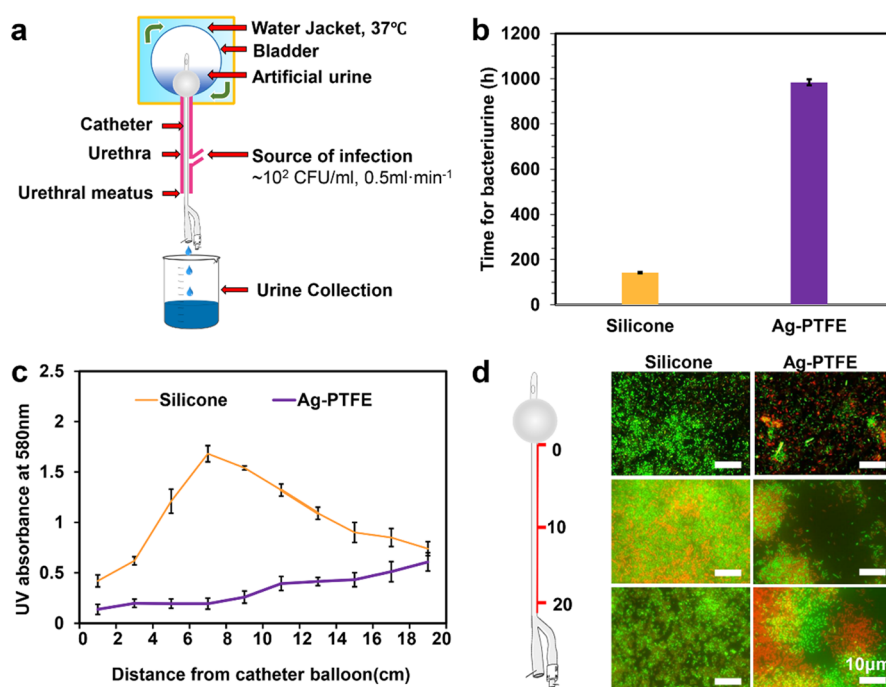 a
Water Jacket, 37℃
Bladder
Artificial urine
Catheter
Urethra
Source of infection
~10² CFU/ml, 0.5ml·min⁻¹
Urethral meatus
Urine Collection
b
Time for bacteriurine (h)
1200
1000
800
600
400
200
0
Silicone
Ag-PTFE
c
UV absorbance at 580nm
2.5
2
1.5
1
0.5
0
Silicone
Ag-PTFE
0 2 4 6 8 10 12 14 16 18 20
Distance from catheter balloon(cm)
d
Silicone
Ag-PTFE
0
10
20
10μm